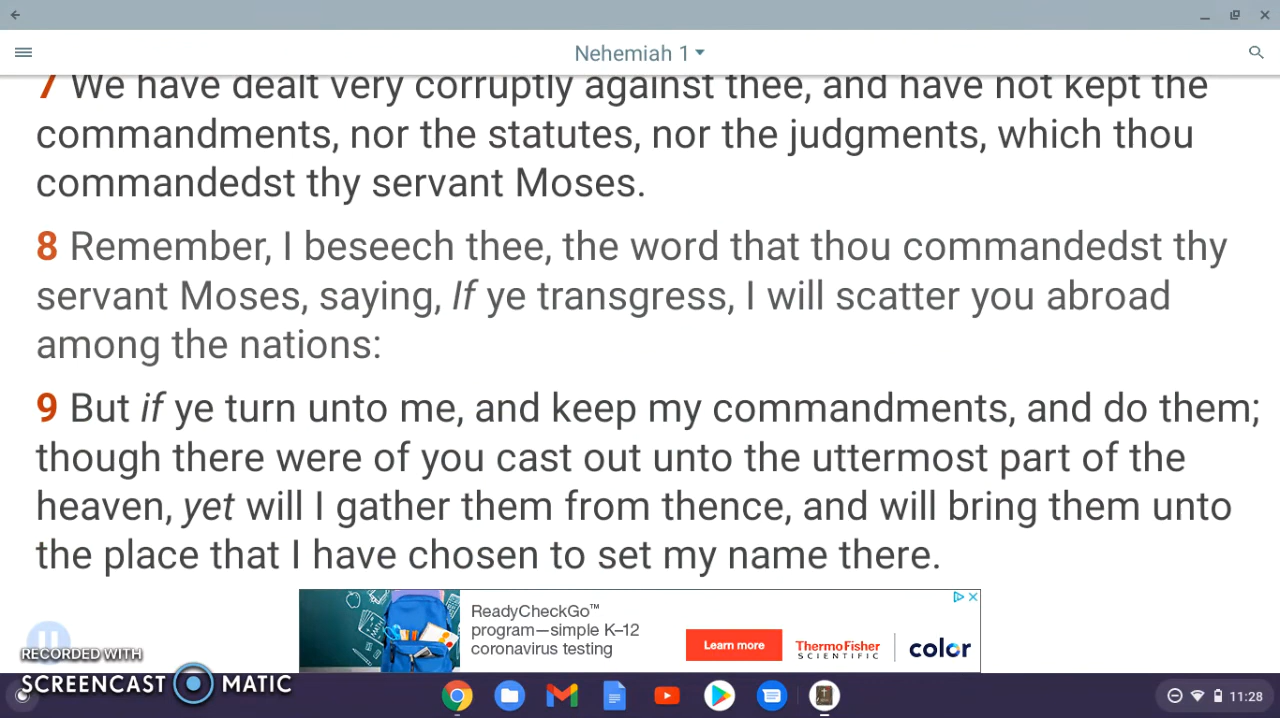 Nehemiah 1
7 We have dealt very corruptly against thee, and have not kept the
commandments, nor the statutes, nor the judgments, which thou
commandedst thy servant Moses.
8 Remember, I beseech thee, the word that thou commandedst thy
servant Moses, saying, If ye transgress, I will scatter you abroad
among the nations:
9 But if ye turn unto me, and keep my commandments, and do them;
though there were of you cast out unto the uttermost part of the
heaven, yet will I gather them from thence, and will bring them unto
the place that I have chosen to set my name there.
ReadyCheckGo™
program—simple K–12
coronavirus testing
Learn more
ThermoFisher
SCIENTIFIC
color
RECORDED WITH
SCREENCAST MATIC
11:28